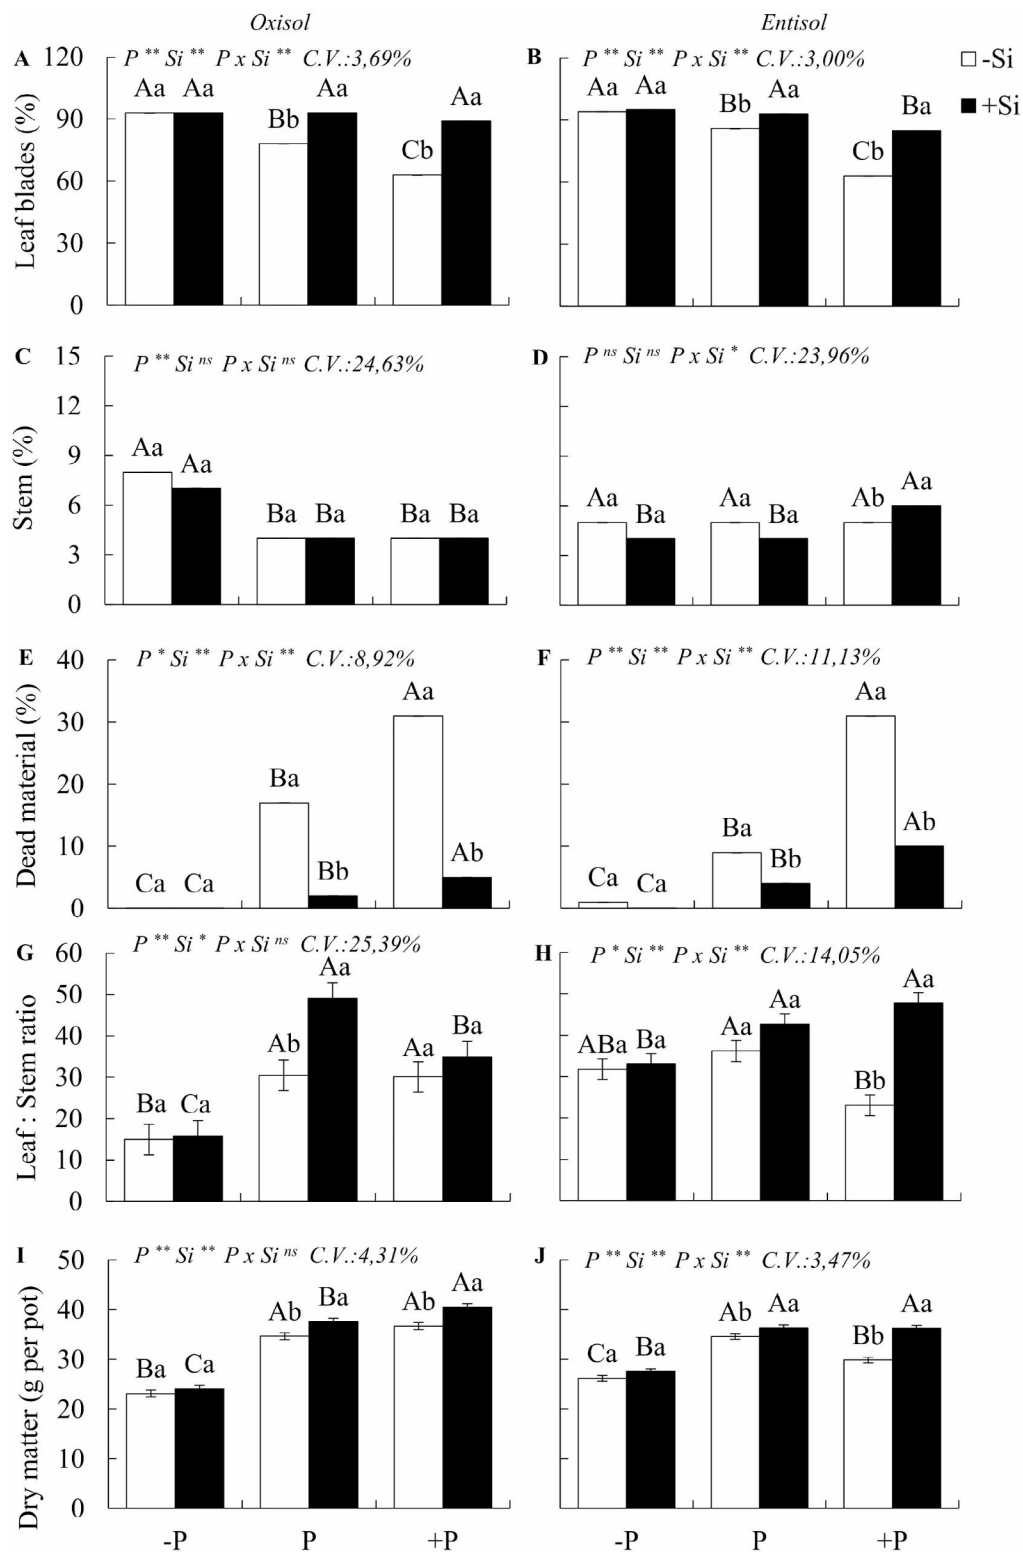 Oxisol Entisol
A P ** Si ** P x Si ** C.V.:3,69%
B P ** Si ** P x Si ** C.V.:3,00%
-Si
+Si
Leaf blades (%)
120
90
60
30
0
Aa Aa Bb Aa Cb Aa
Aa Aa Bb Aa Cb Ba
C P ** Si ns P x Si ns C.V.:24,63%
D P ns Si ns P x Si * C.V.:23,96%
Stem (%)
15
12
9
6
3
0
Aa Aa Ba Ba Ba Ba
Aa Ba Aa Ba Ab Aa
E P * Si ** P x Si ** C.V.:8,92%
F P ** Si ** P x Si ** C.V.:11,13%
Dead material (%)
40
30
20
10
0
Ca Ca Ba Bb Aa Ab
Ca Ca Ba Bb Aa Ab
G P ** Si * P x Si ns C.V.:25,39%
H P * Si ** P x Si ** C.V.:14,05%
Leaf : Stem ratio
60
50
40
30
20
10
0
Ba Ca Ab Aa Aa Ba
ABa Ba Aa Aa Bb Aa
I P ** Si ** P x Si ns C.V.:4,31%
J P ** Si ** P x Si ** C.V.:3,47%
Dry matter (g per pot)
50
40
30
20
10
0
Ba Ca Ab Ba Ab Aa
Ca Ba Ab Aa Bb Aa
-P P +P
-P P +P